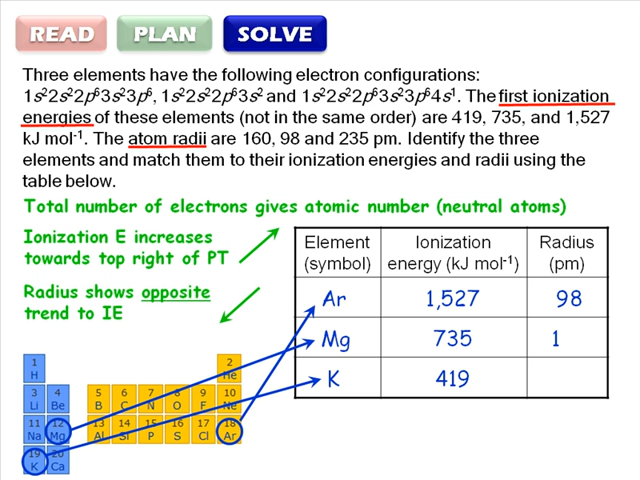 READ PLAN SOLVE
Three elements have the following electron configurations:
1s²2s²2p⁶3s²3p⁶, 1s²2s²2p⁶3s² and 1s²2s²2p⁶3s²3p⁶4s¹. The first ionization
energies of these elements (not in the same order) are 419, 735, and 1,527
kJ mol⁻¹. The atom radii are 160, 98 and 235 pm. Identify the three
elements and match them to their ionization energies and radii using the
table below.
Total number of electrons gives atomic number (neutral atoms)
Ionization E increases
towards top right of PT
Radius shows opposite
trend to IE
Element Ionization Radius
(symbol) energy (kJ mol⁻¹) (pm)
Ar 1,527 98
Mg 735 1
K 419
1 2
H He
3 4 5 6 7 8 9 10
Li Be B C N O F Ne
11 12 13 14 15 16 17 18
Na Mg Al Si P S Cl Ar
19 20
K Ca